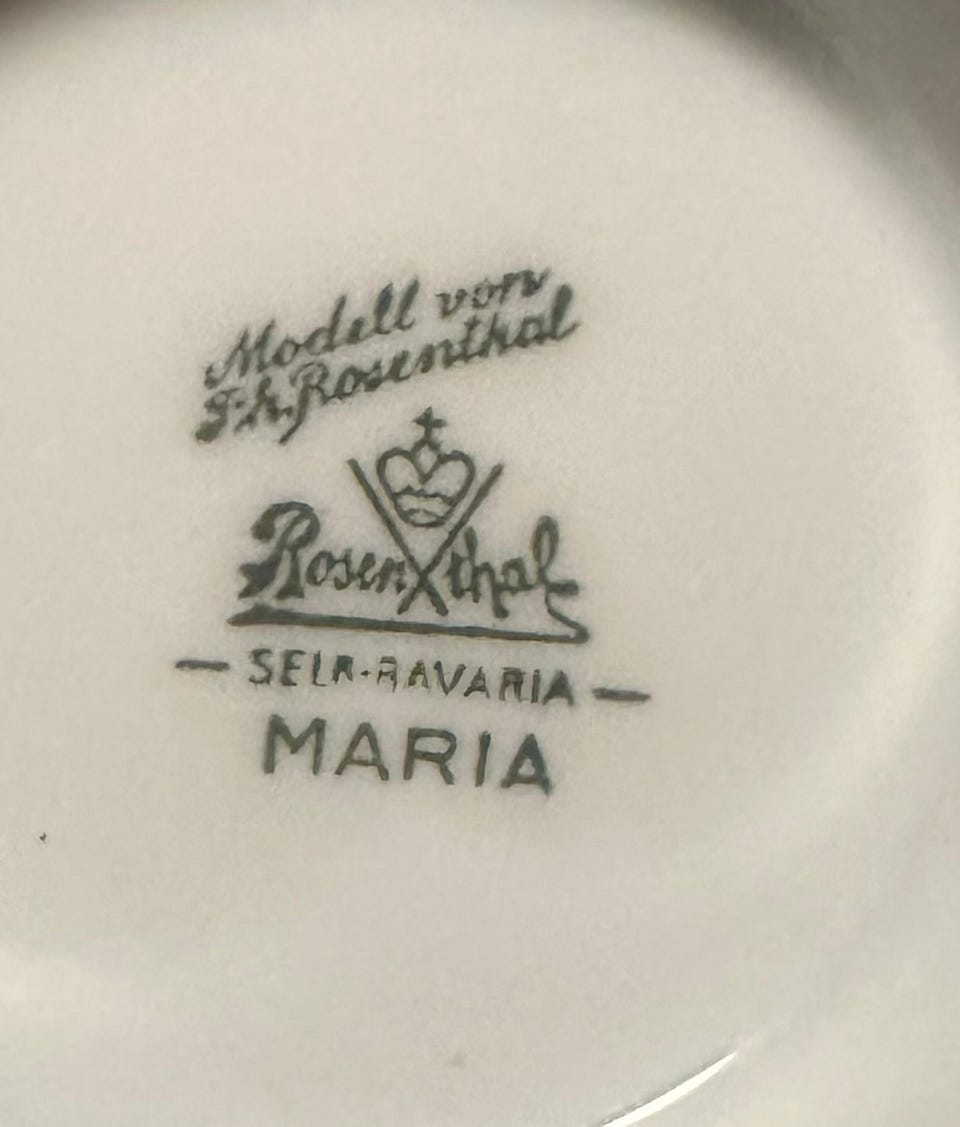 Modell von
Ph. Rosenthal
Rosenthal
— SELB-BAVARIA —
MARIA